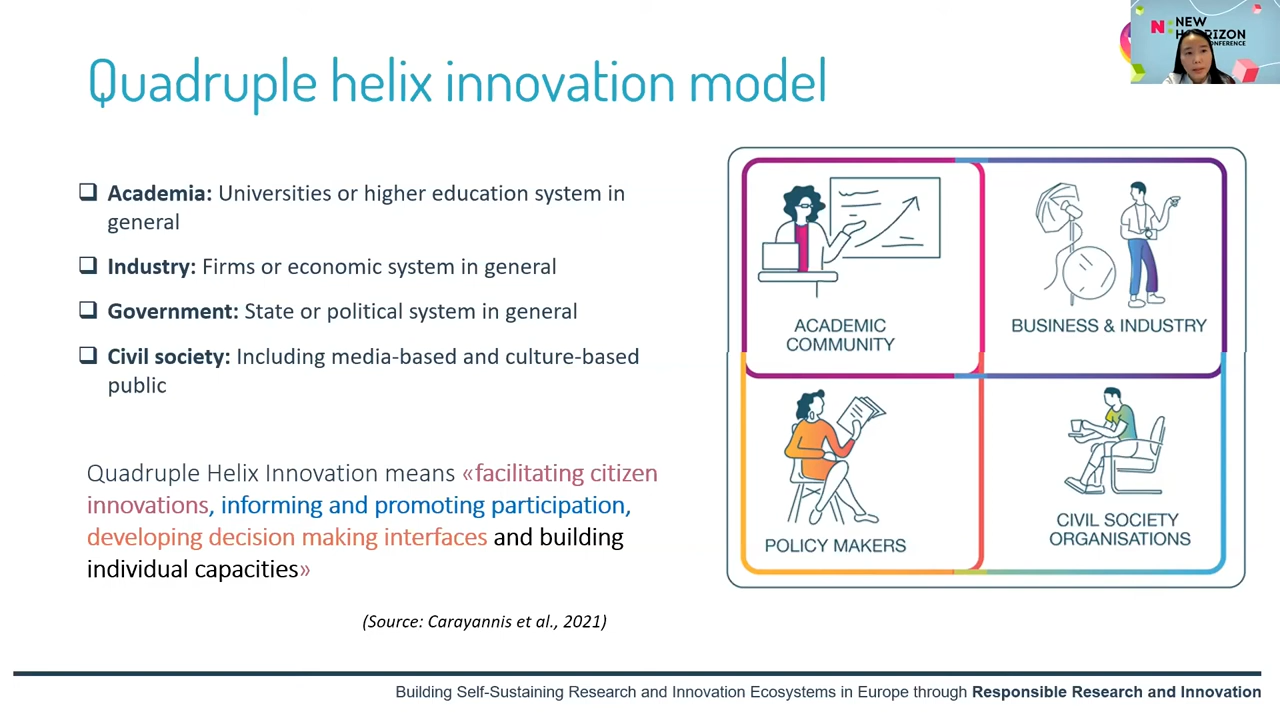 Quadruple helix innovation model
NEW
HORIZON
CONFERENCE
❑ Academia: Universities or higher education system in
general
❑ Industry: Firms or economic system in general
❑ Government: State or political system in general
❑ Civil society: Including media-based and culture-based
public
Quadruple Helix Innovation means «facilitating citizen
innovations, informing and promoting participation,
developing decision making interfaces and building
individual capacities»
(Source: Carayannis et al., 2021)
ACADEMIC
COMMUNITY
BUSINESS & INDUSTRY
POLICY MAKERS
CIVIL SOCIETY
ORGANISATIONS
Building Self-Sustaining Research and Innovation Ecosystems in Europe through Responsible Research and Innovation